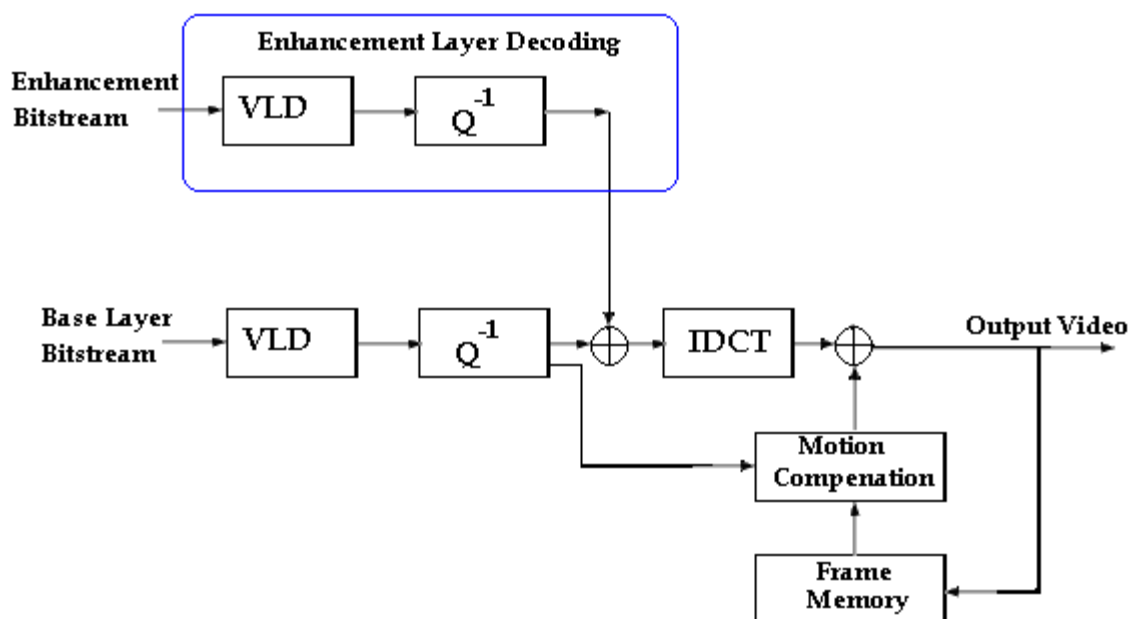 Enhancement Layer Decoding
Enhancement
Bitstream
VLD
Q-1
Base Layer
Bitstream
VLD
Q-1
IDCT
Output Video
Motion
Compenation
Frame
Memory